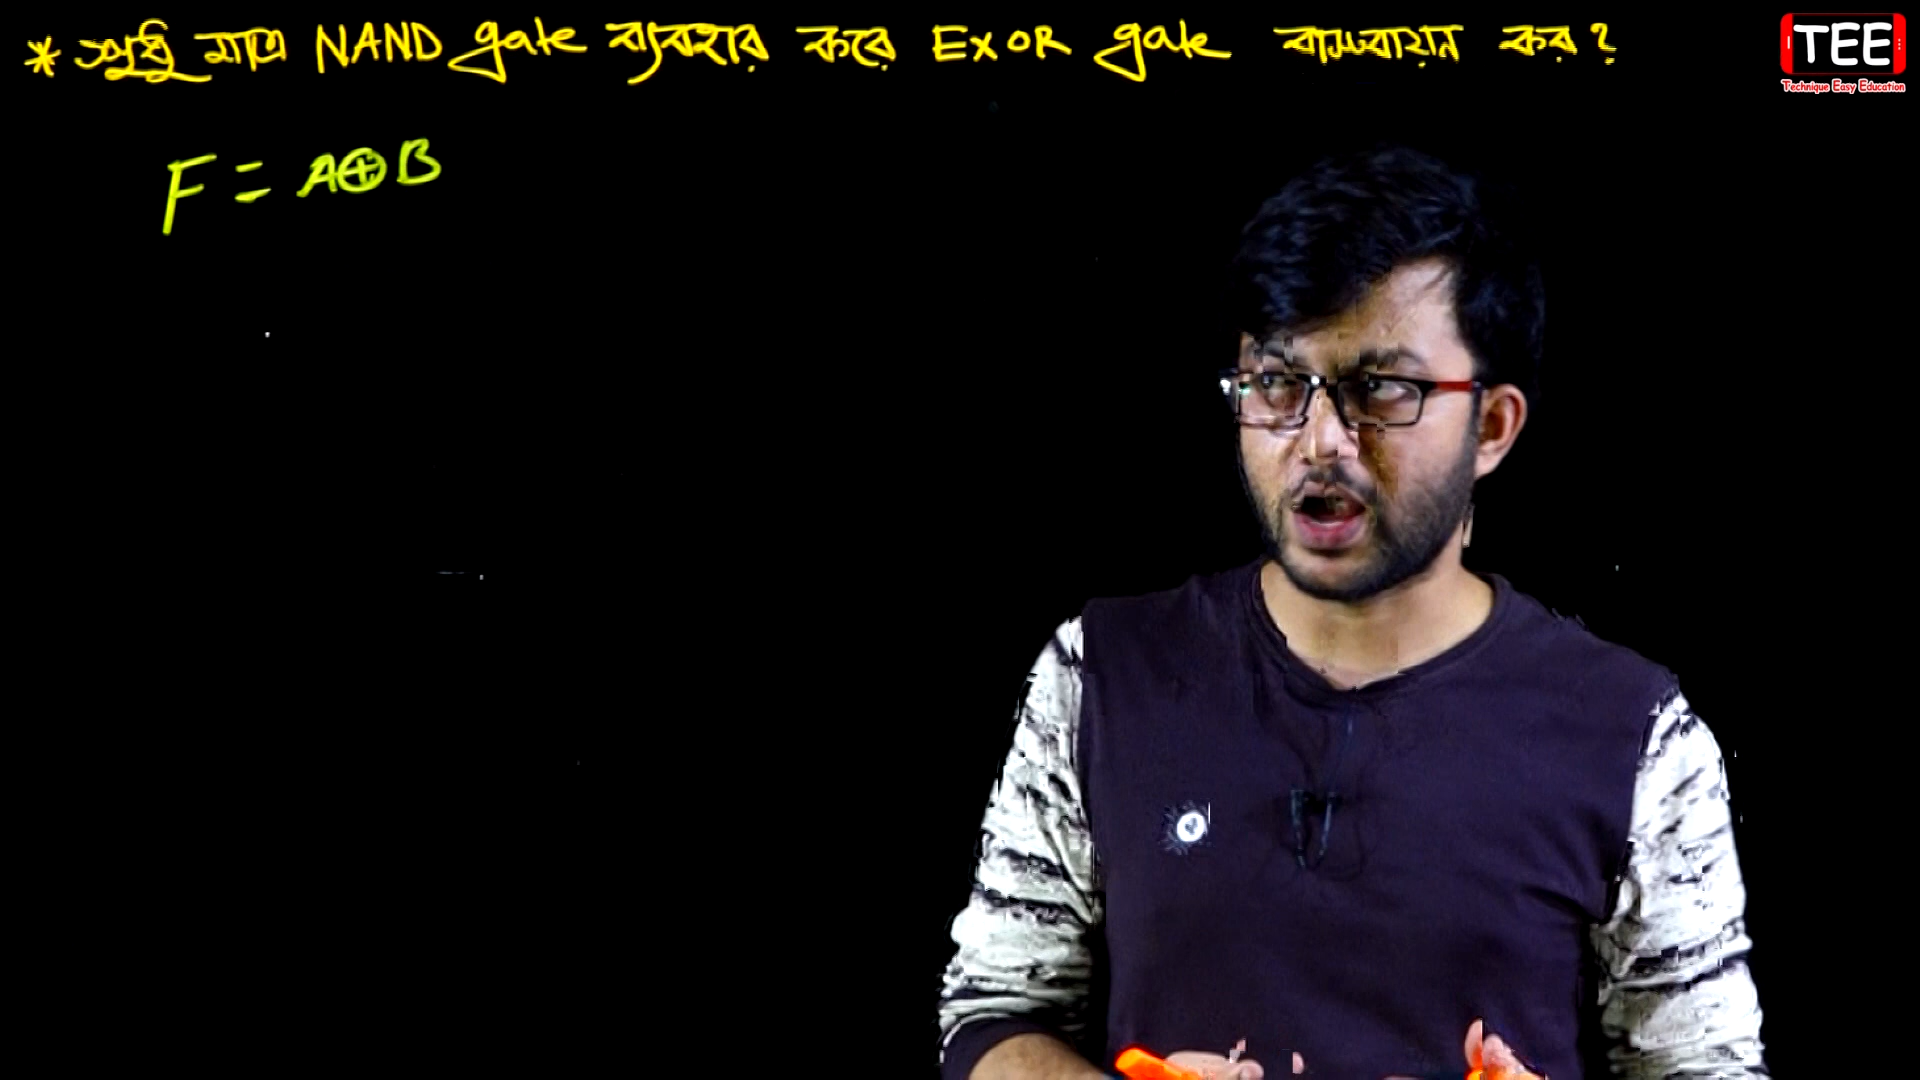 * শুধু মাত্র NAND gate ব্যবহার করে ExOR gate বাস্তবায়ন কর ?
TEE
Technique Easy Education
F = A⊕B